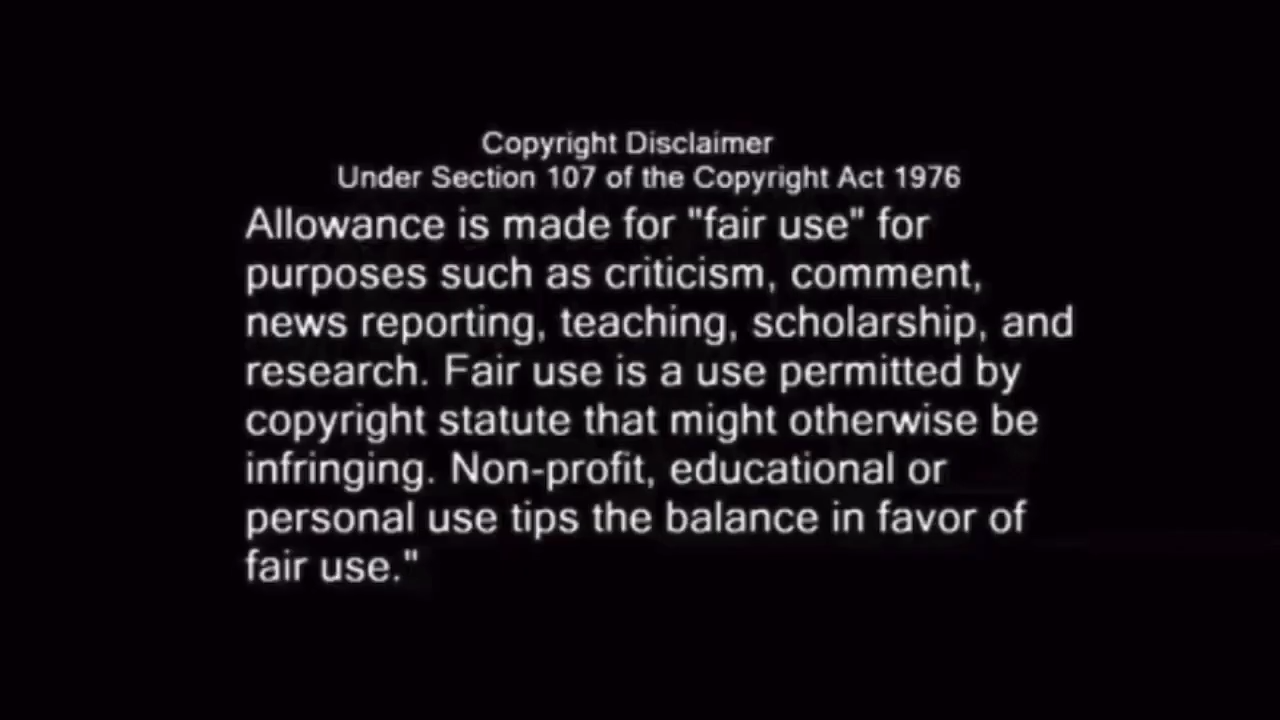 Copyright Disclaimer
Under Section 107 of the Copyright Act 1976
Allowance is made for "fair use" for
purposes such as criticism, comment,
news reporting, teaching, scholarship, and
research. Fair use is a use permitted by
copyright statute that might otherwise be
infringing. Non-profit, educational or
personal use tips the balance in favor of
fair use."